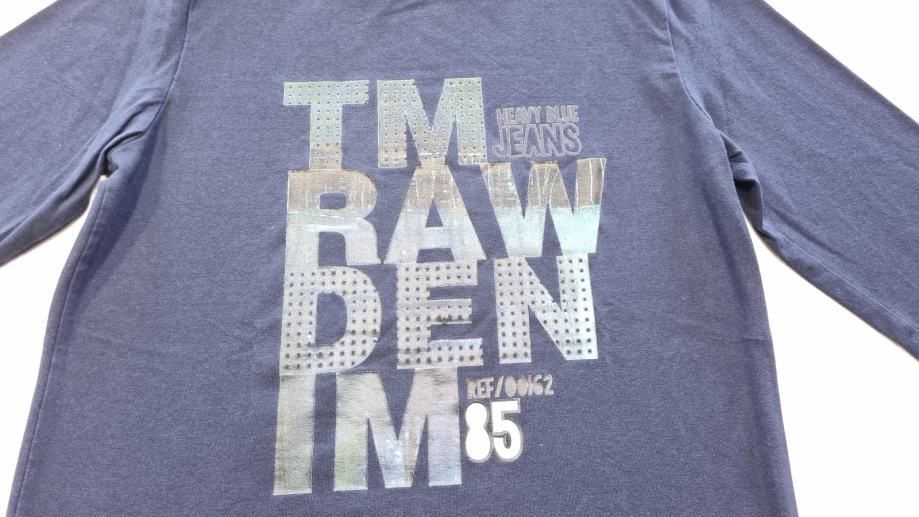 TM
HEAVY BLUE
JEANS
RAW
DEN
IM
REF/00162
85